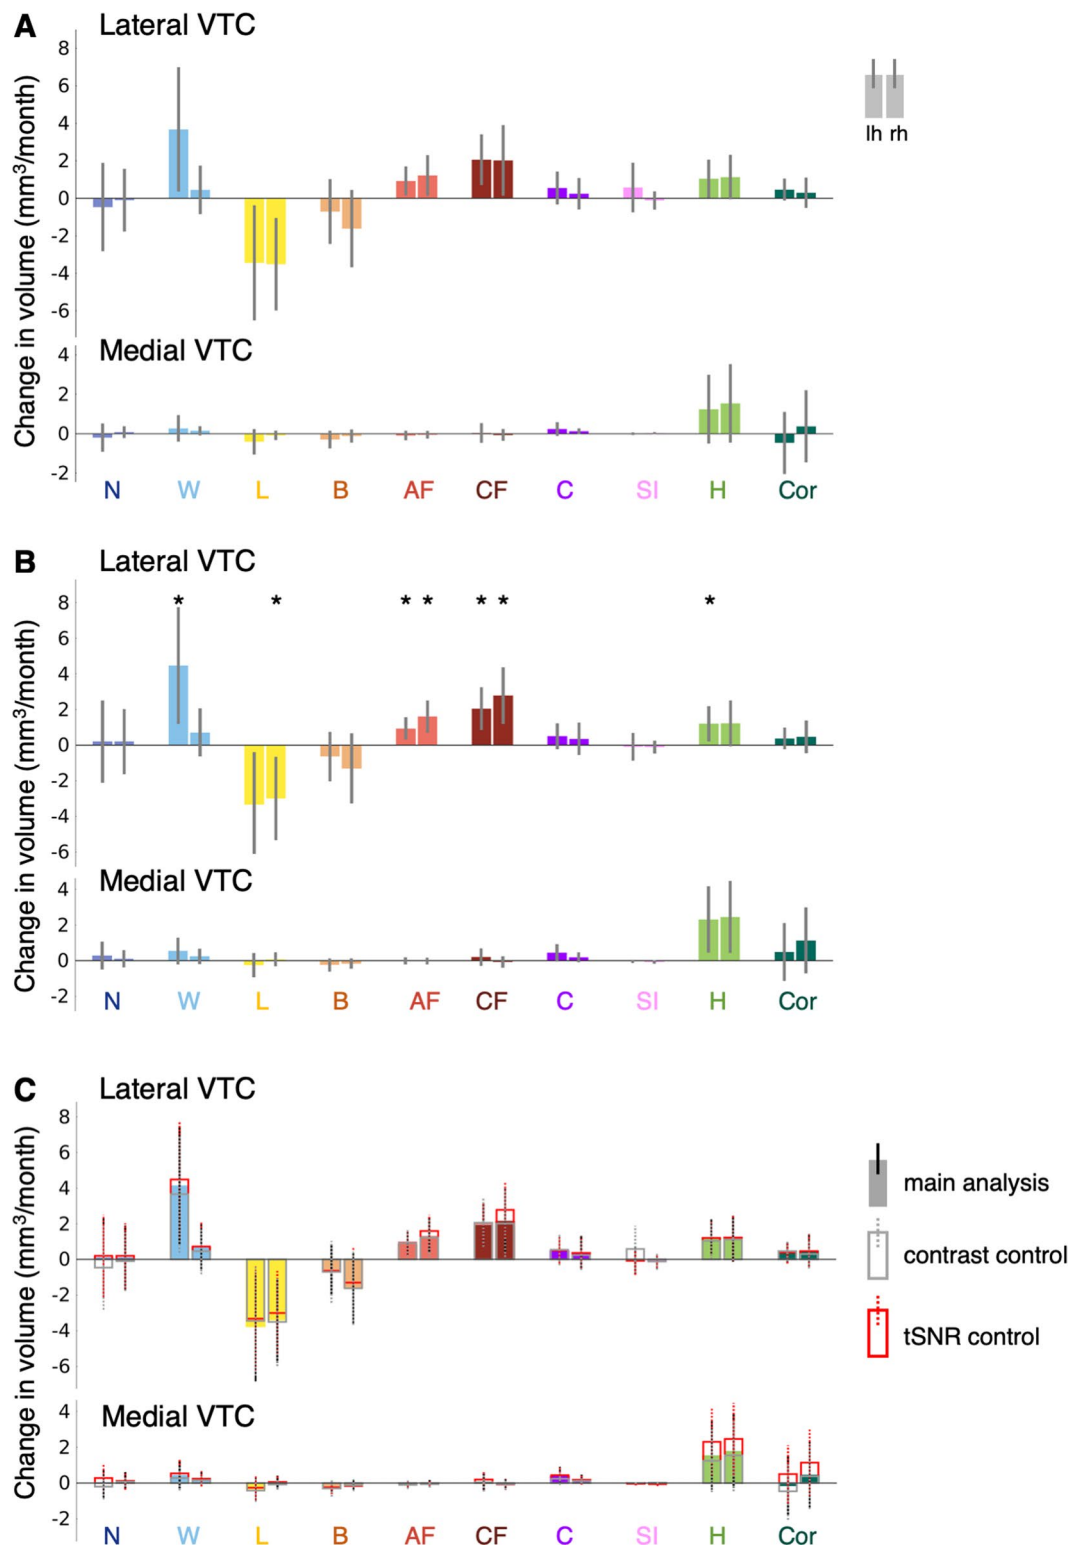 A
Lateral VTC
8
6
4
2
0
-2
-4
-6
lh rh
Medial VTC
4
2
0
-2
Change in volume (mm³/month)
N W L B AF CF C SI H Cor
B
Lateral VTC
* * * * * * *
8
6
4
2
0
-2
-4
-6
Medial VTC
4
2
0
-2
Change in volume (mm³/month)
N W L B AF CF C SI H Cor
C
Lateral VTC
8
6
4
2
0
-2
-4
-6
main analysis
contrast control
tSNR control
Medial VTC
4
2
0
-2
Change in volume (mm³/month)
N W L B AF CF C SI H Cor